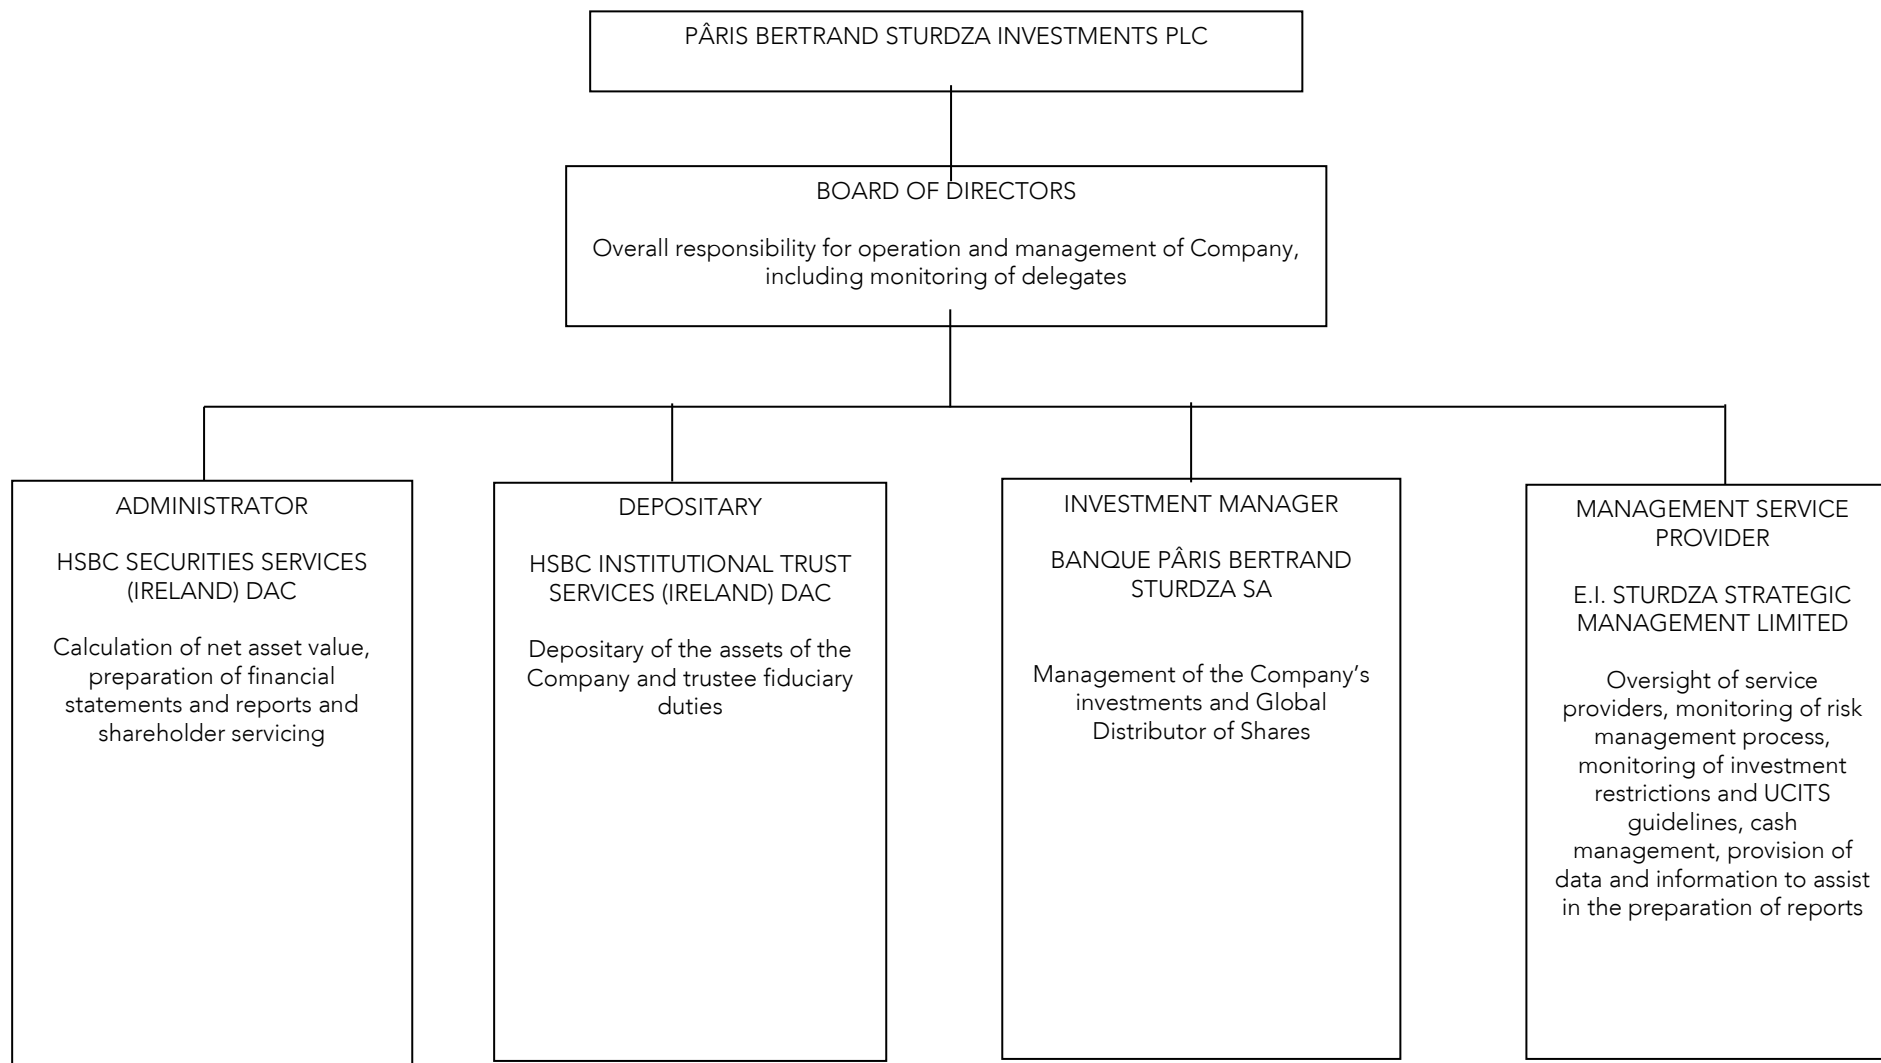 PÂRIS BERTRAND STURDZA INVESTMENTS PLC
BOARD OF DIRECTORS
Overall responsibility for operation and management of Company,
including monitoring of delegates
ADMINISTRATOR
HSBC SECURITIES SERVICES
(IRELAND) DAC
Calculation of net asset value,
preparation of financial
statements and reports and
shareholder servicing
DEPOSITARY
HSBC INSTITUTIONAL TRUST
SERVICES (IRELAND) DAC
Depositary of the assets of the
Company and trustee fiduciary
duties
INVESTMENT MANAGER
BANQUE PÂRIS BERTRAND
STURDZA SA
Management of the Company’s
investments and Global
Distributor of Shares
MANAGEMENT SERVICE
PROVIDER
E.I. STURDZA STRATEGIC
MANAGEMENT LIMITED
Oversight of service
providers, monitoring of risk
management process,
monitoring of investment
restrictions and UCITS
guidelines, cash
management, provision of
data and information to assist
in the preparation of reports